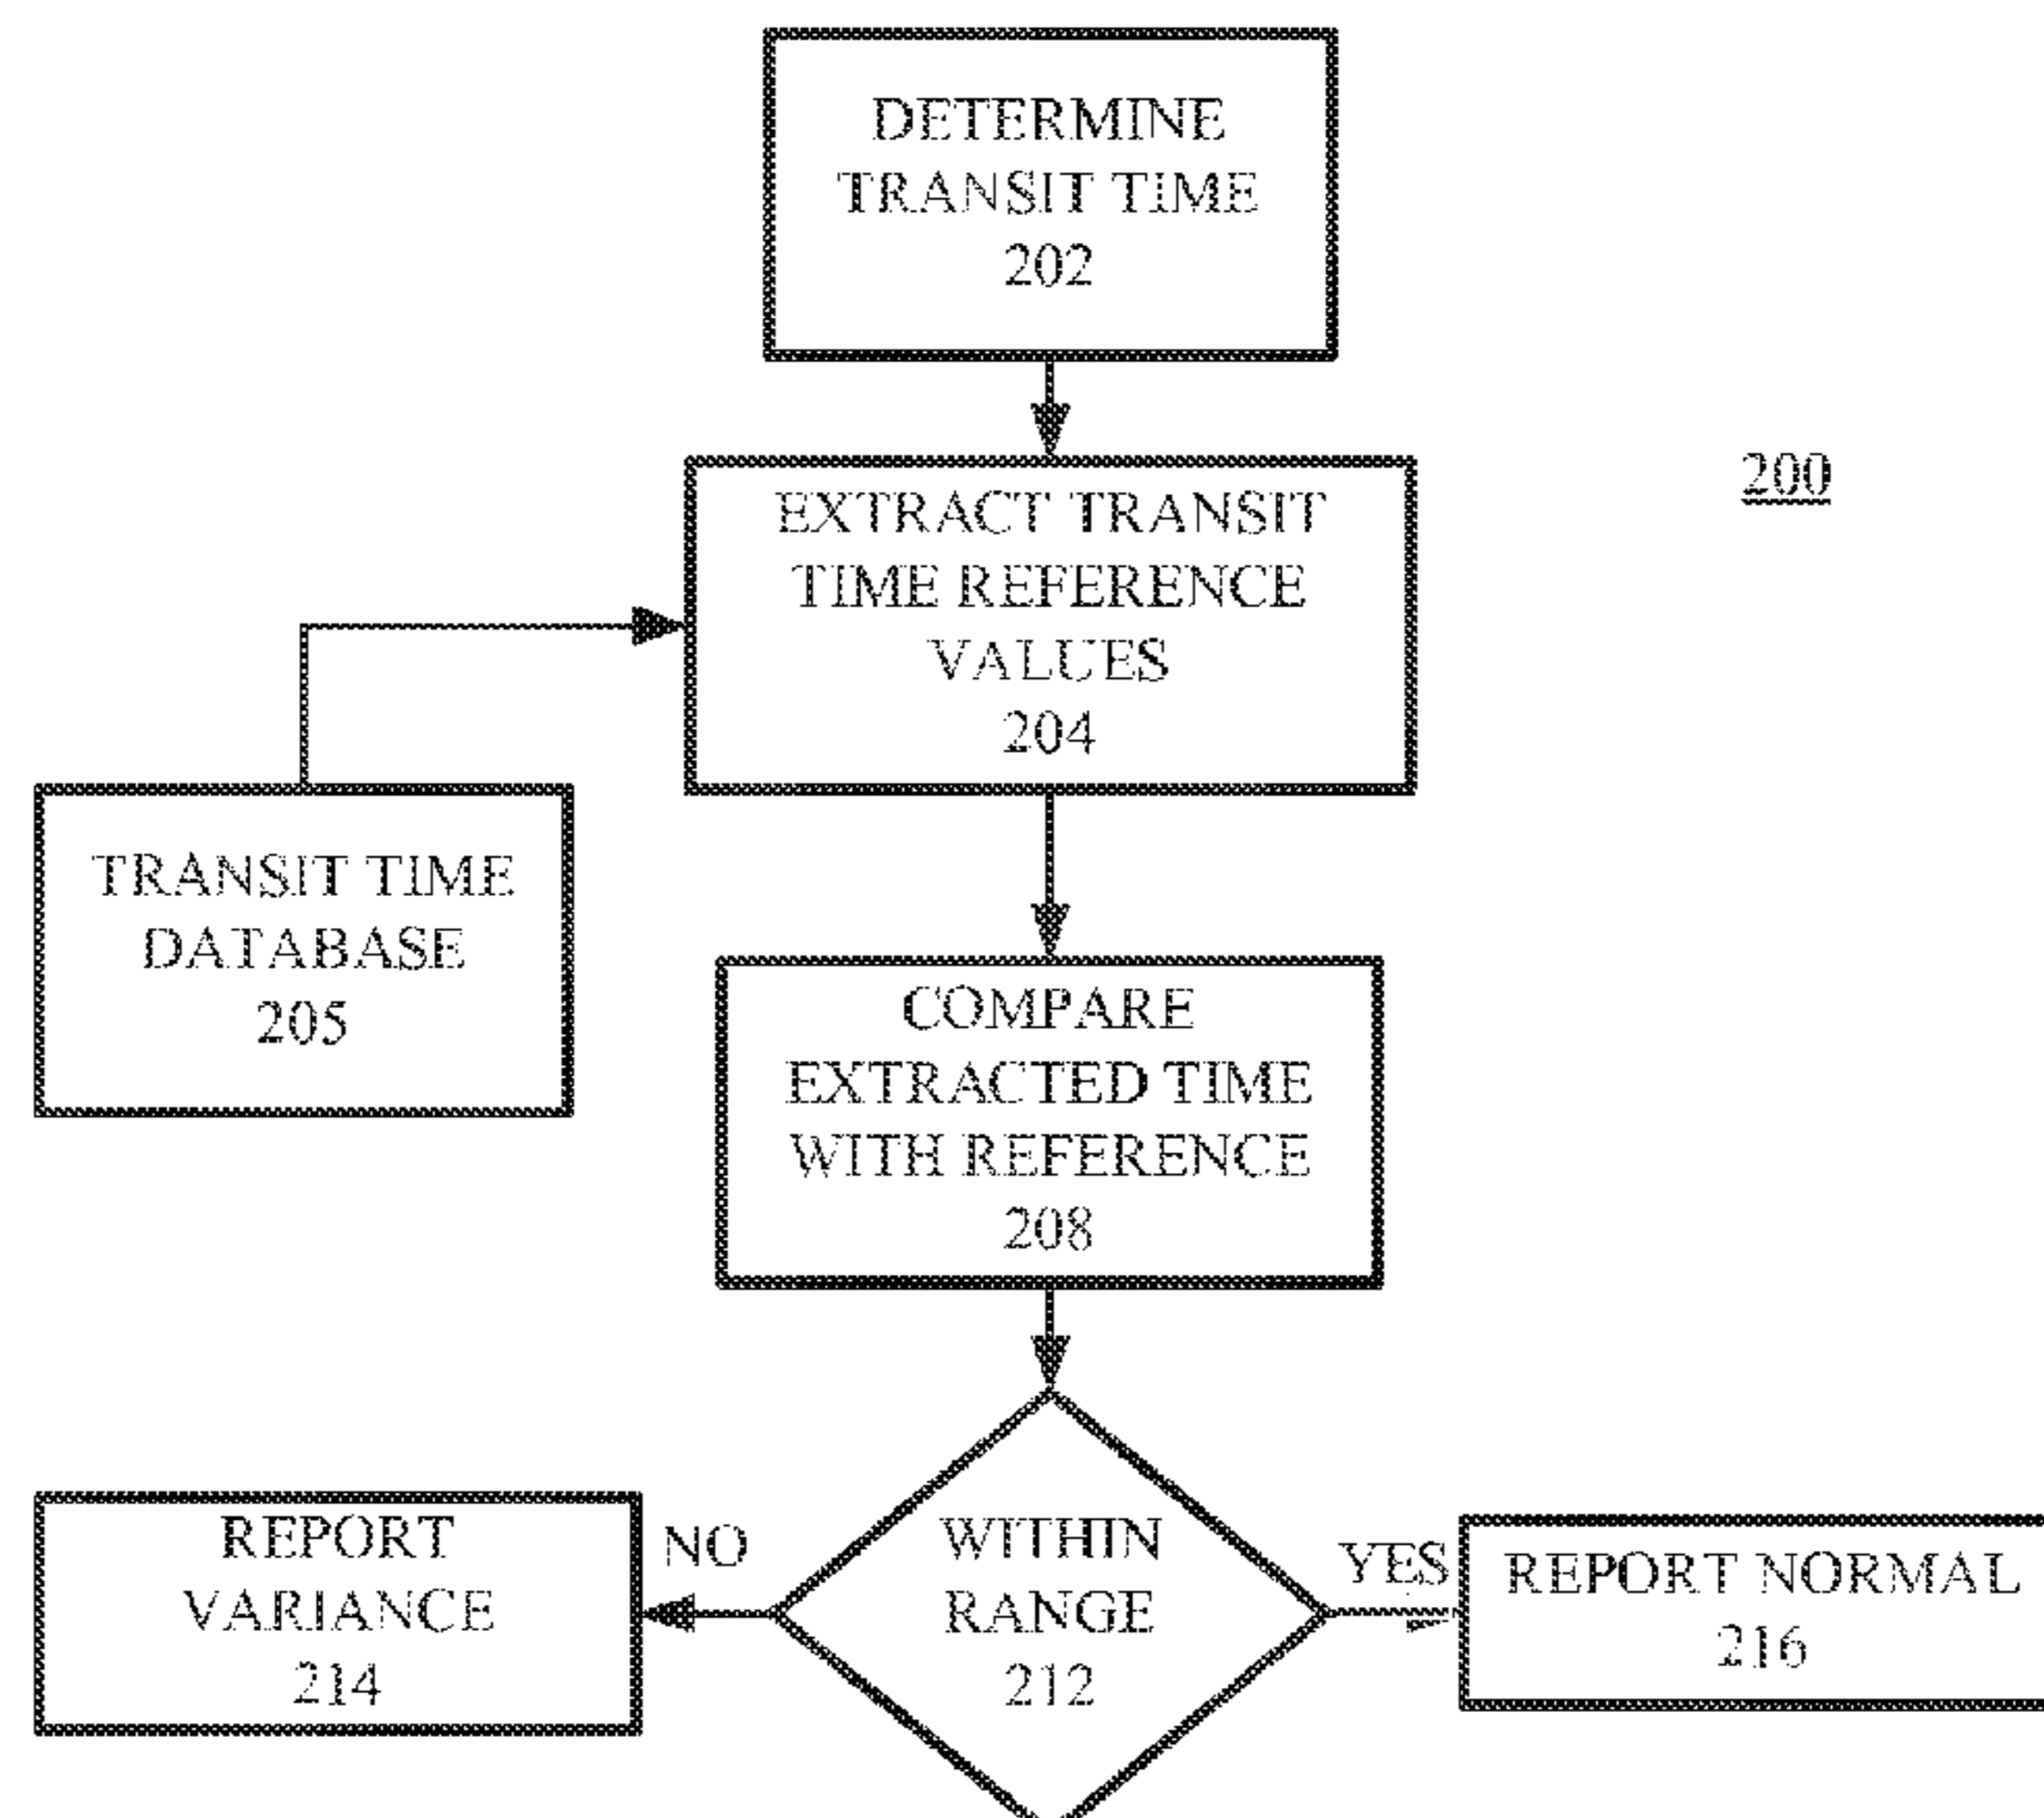 DETERMINE
TRANSIT TIME
202
EXTRACT TRANSIT
TIME REFERENCE
VALUES
204
200
TRANSIT TIME
DATABASE
205
COMPARE
EXTRACTED TIME
WITH REFERENCE
208
REPORT
VARIANCE
214
NO
WITHIN
RANGE
212
YES
REPORT NORMAL
216